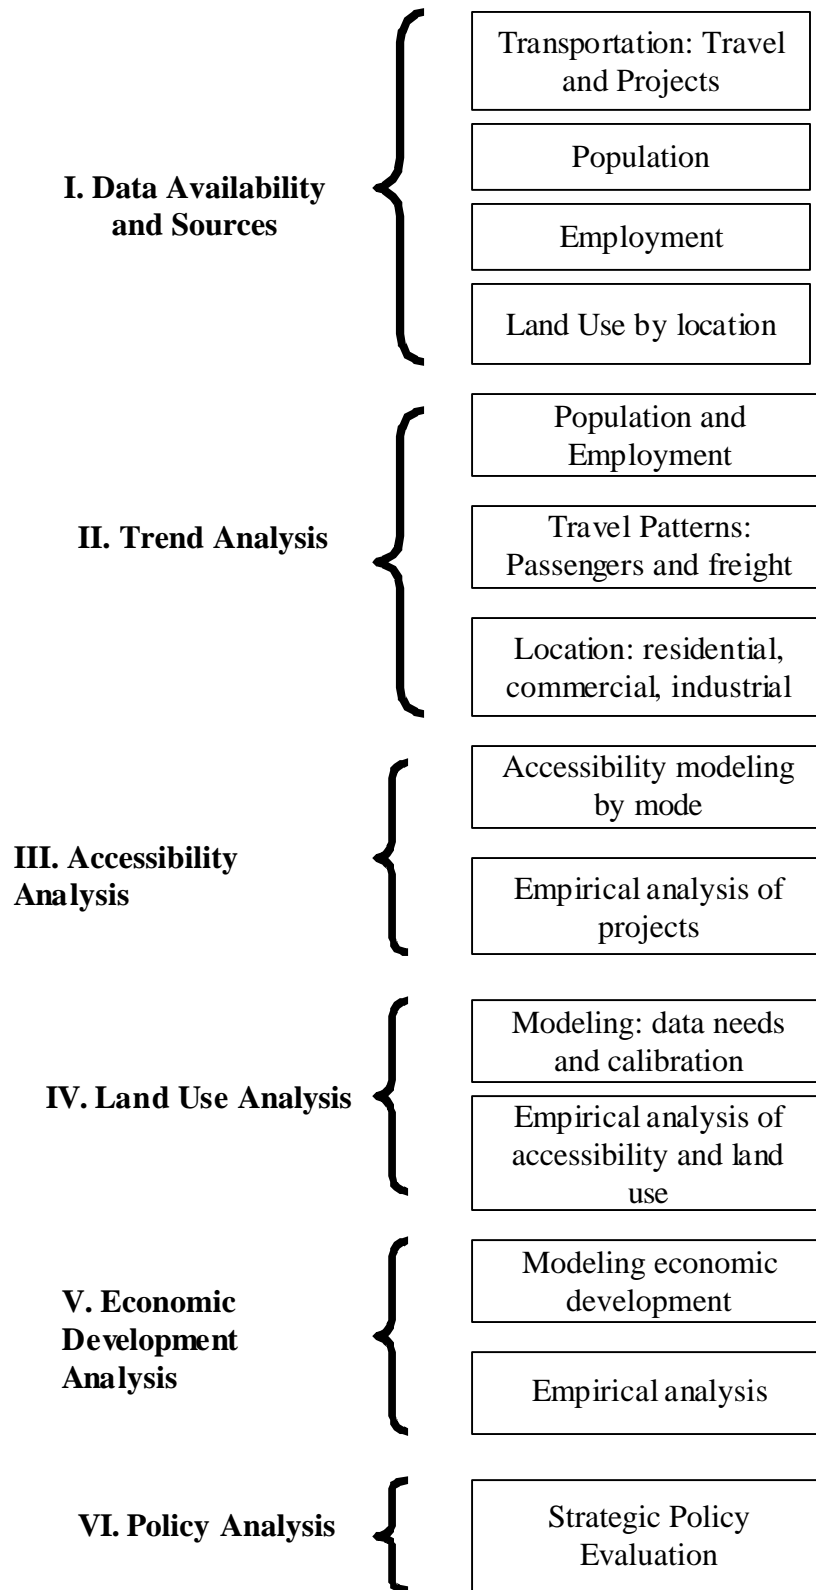 I. Data Availability
and Sources
Transportation: Travel
and Projects
Population
Employment
Land Use by location
II. Trend Analysis
Population and
Employment
Travel Patterns:
Passengers and freight
Location: residential,
commercial, industrial
III. Accessibility
Analysis
Accessibility modeling
by mode
Empirical analysis of
projects
IV. Land Use Analysis
Modeling: data needs
and calibration
Empirical analysis of
accessibility and land
use
V. Economic
Development
Analysis
Modeling economic
development
Empirical analysis
VI. Policy Analysis
Strategic Policy
Evaluation